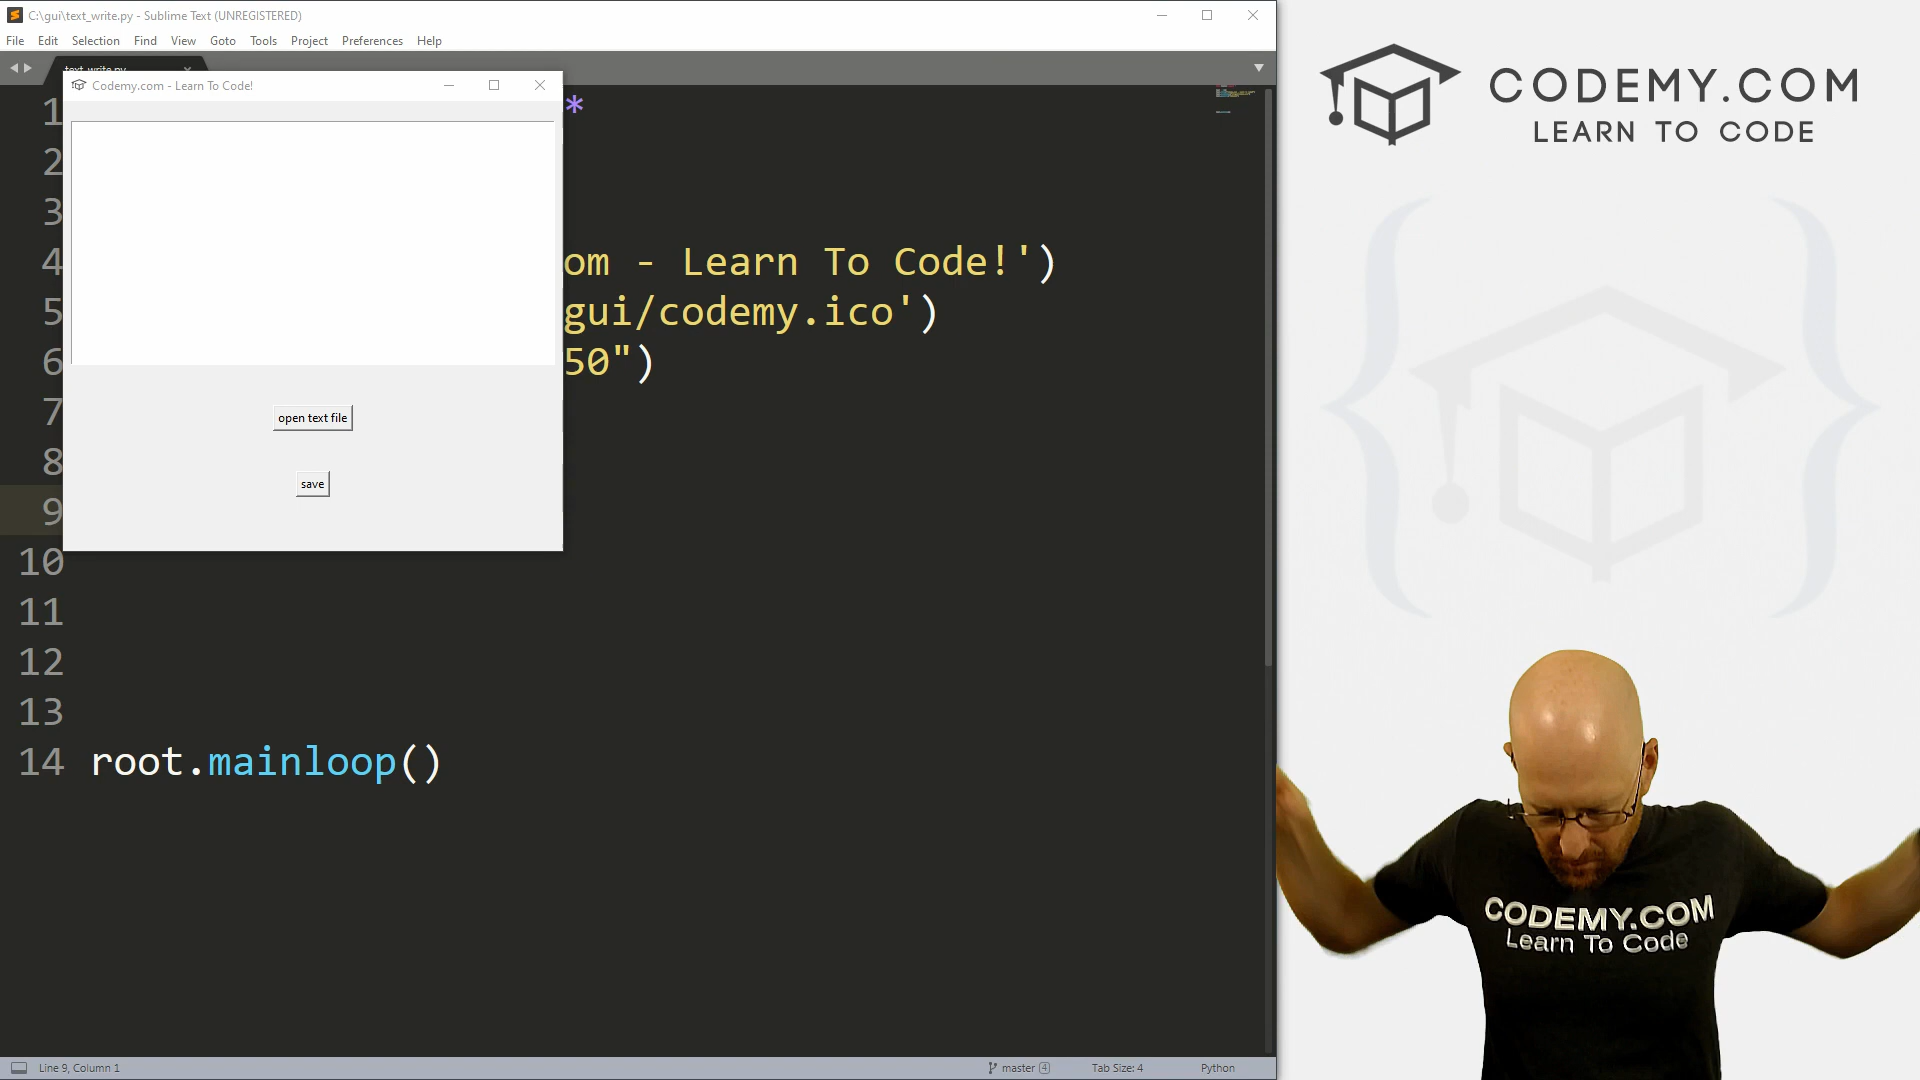 C:\gui\text_write.py - Sublime Text (UNREGISTERED)
File Edit Selection Find View Goto Tools Project Preferences Help
text_write.py
Codemy.com - Learn To Code!
1 *
2
3
4 om - Learn To Code!')
5 gui/codemy.ico')
6 50")
7
open text file
8
save
9
10
11
12
13
14 root.mainloop()
Line 9, Column 1 master 4 Tab Size: 4 Python
CODEMY.COM
LEARN TO CODE
CODEMY.COM
Learn To Code